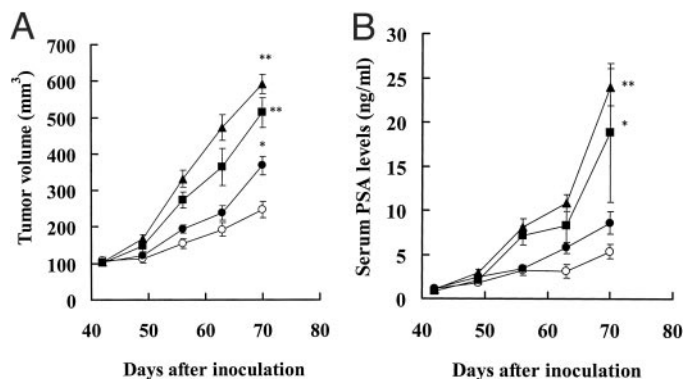 A
Tumor volume (mm³)
700
600
500
400
300
200
100
0
**
**
*
40 50 60 70 80
Days after inoculation
B
Serum PSA levels (ng/ml)
30
25
20
15
10
5
0
**
*
40 50 60 70 80
Days after inoculation